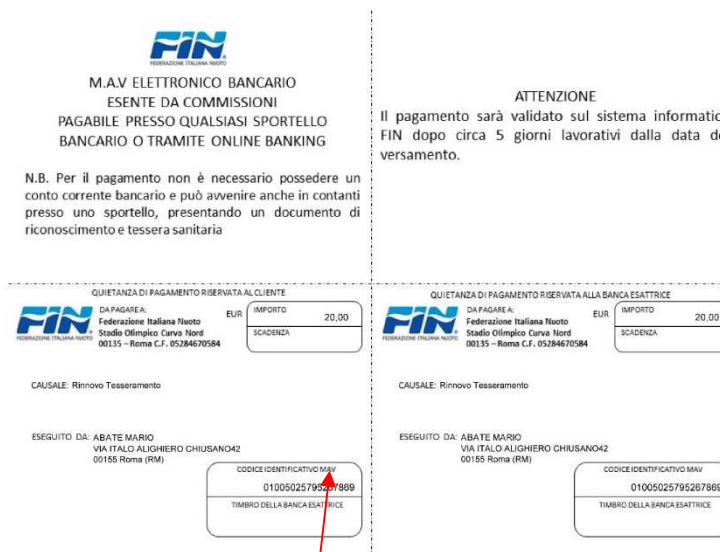 FIN
FEDERAZIONE ITALIANA NUOTO
M.A.V ELETTRONICO BANCARIO
ESENTE DA COMMISSIONI
PAGABILE PRESSO QUALSIASI SPORTELLO
BANCARIO O TRAMITE ONLINE BANKING
N.B. Per il pagamento non è necessario possedere un
conto corrente bancario e può avvenire anche in contanti
presso uno sportello, presentando un documento di
riconoscimento e tessera sanitaria
ATTENZIONE
Il pagamento sarà validato sul sistema informatic
FIN dopo circa 5 giorni lavorativi dalla data de
versamento.
QUIETANZA DI PAGAMENTO RISERVATA AL CLIENTE
FIN
FEDERAZIONE ITALIANA NUOTO
DA PAGARE A:
Federazione Italiana Nuoto
Stadio Olimpico Curva Nord
00135 – Roma C.F. 05284670584
EUR
IMPORTO
20,00
SCADENZA
CAUSALE: Rinnovo Tesseramento
ESEGUITO DA: ABATE MARIO
VIA ITALO ALIGHIERO CHIUSANO42
00155 Roma (RM)
CODICE IDENTIFICATIVO MAV
01005025795267869
TIMBRO DELLA BANCA ESATTRICE
QUIETANZA DI PAGAMENTO RISERVATA ALLA BANCA ESATTRICE
FIN
FEDERAZIONE ITALIANA NUOTO
DA PAGARE A:
Federazione Italiana Nuoto
Stadio Olimpico Curva Nord
00135 – Roma C.F. 05284670584
EUR
IMPORTO
20,00
SCADENZA
CAUSALE: Rinnovo Tesseramento
ESEGUITO DA: ABATE MARIO
VIA ITALO ALIGHIERO CHIUSANO42
00155 Roma (RM)
CODICE IDENTIFICATIVO MAV
01005025795267869
TIMBRO DELLA BANCA ESATTRICE